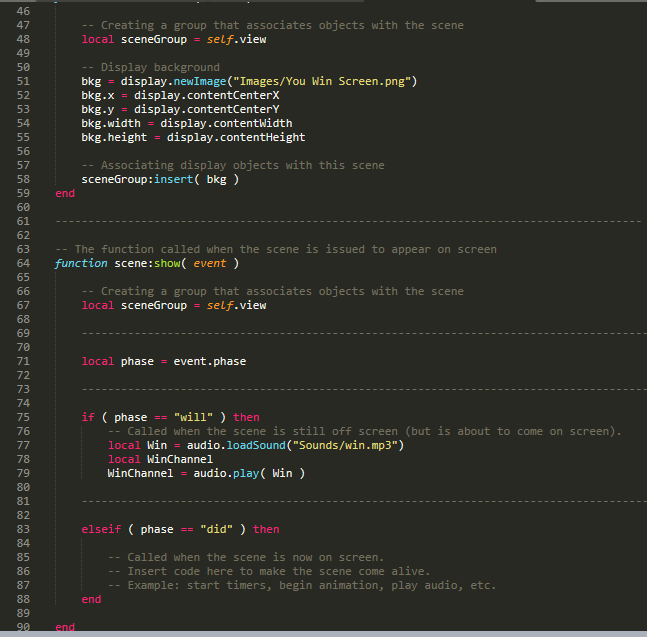 46
47 -- Creating a group that associates objects with the scene
48 local sceneGroup = self.view
49
50 -- Display background
51 bkg = display.newImage("Images/You Win Screen.png")
52 bkg.x = display.contentCenterX
53 bkg.y = display.contentCenterY
54 bkg.width = display.contentWidth
55 bkg.height = display.contentHeight
56
57 -- Associating display objects with this scene
58 sceneGroup:insert( bkg )
59 end
60
61 -----------------------------------------------------------------------------------------
62
63 -- The function called when the scene is issued to appear on screen
64 function scene:show( event )
65
66 -- Creating a group that associates objects with the scene
67 local sceneGroup = self.view
68
69 -----------------------------------------------------------------------------------------
70
71 local phase = event.phase
72
73 -----------------------------------------------------------------------------------------
74
75 if ( phase == "will" ) then
76 -- Called when the scene is still off screen (but is about to come on screen).
77 local Win = audio.loadSound("Sounds/win.mp3")
78 local WinChannel
79 WinChannel = audio.play( Win )
80
81 -----------------------------------------------------------------------------------------
82
83 elseif ( phase == "did" ) then
84
85 -- Called when the scene is now on screen.
86 -- Insert code here to make the scene come alive.
87 -- Example: start timers, begin animation, play audio, etc.
88 end
89
90 end